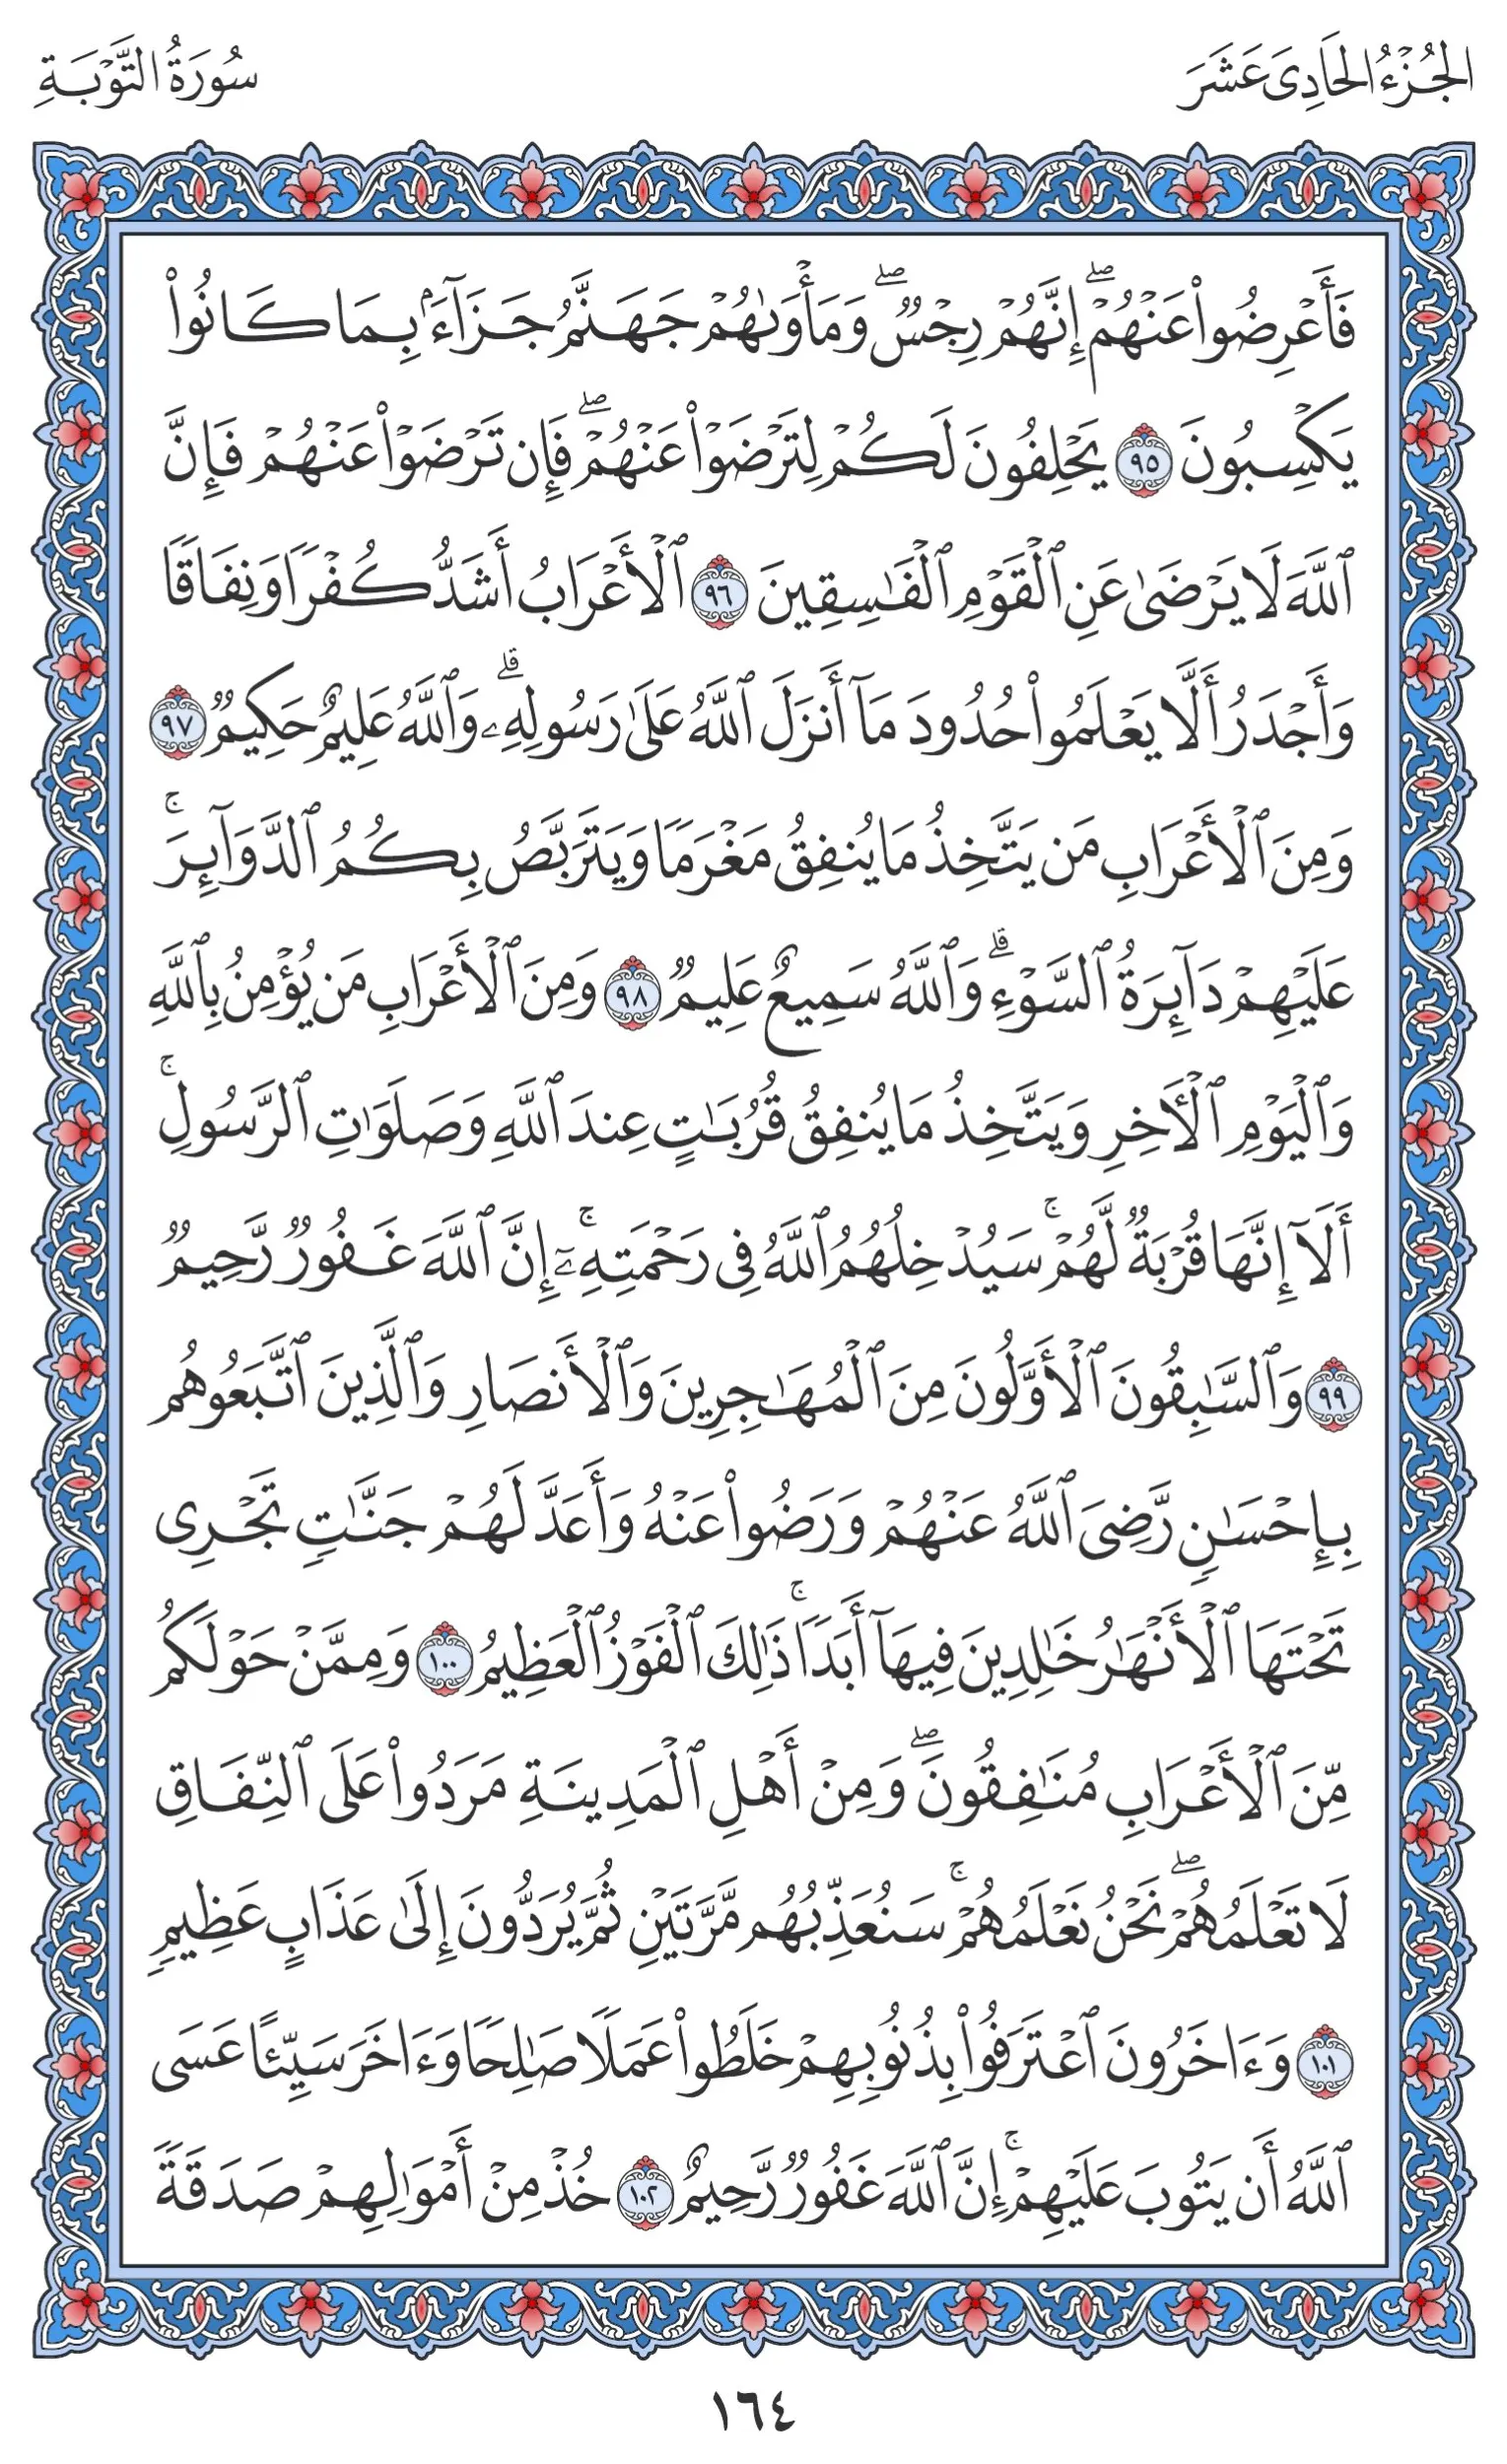 الجُزْءُ الحَادِىَ عَشَرَ
سُورَةُ التَّوْبَةِ
فَأَعْرِضُوا۟ عَنْهُمْ ۖ إِنَّهُمْ رِجْسٌۭ ۖ وَمَأْوَىٰهُمْ جَهَنَّمُ جَزَآءًۢ بِمَا كَانُوا۟
يَكْسِبُونَ ٩٥ يَحْلِفُونَ لَكُمْ لِتَرْضَوْا۟ عَنْهُمْ ۖ فَإِن تَرْضَوْا۟ عَنْهُمْ فَإِنَّ
ٱللَّهَ لَا يَرْضَىٰ عَنِ ٱلْقَوْمِ ٱلْفَـٰسِقِينَ ٩٦ ٱلْأَعْرَابُ أَشَدُّ كُفْرًۭا وَنِفَاقًۭا
وَأَجْدَرُ أَلَّا يَعْلَمُوا۟ حُدُودَ مَآ أَنزَلَ ٱللَّهُ عَلَىٰ رَسُولِهِۦ ۗ وَٱللَّهُ عَلِيمٌ حَكِيمٌۭ ٩٧
وَمِنَ ٱلْأَعْرَابِ مَن يَتَّخِذُ مَا يُنفِقُ مَغْرَمًۭا وَيَتَرَبَّصُ بِكُمُ ٱلدَّوَآئِرَ ۚ
عَلَيْهِمْ دَآئِرَةُ ٱلسَّوْءِ ۗ وَٱللَّهُ سَمِيعٌ عَلِيمٌۭ ٩٨ وَمِنَ ٱلْأَعْرَابِ مَن يُؤْمِنُ بِٱللَّهِ
وَٱلْيَوْمِ ٱلْـَٔاخِرِ وَيَتَّخِذُ مَا يُنفِقُ قُرُبَـٰتٍ عِندَ ٱللَّهِ وَصَلَوَٰتِ ٱلرَّسُولِ ۚ
أَلَآ إِنَّهَا قُرْبَةٌۭ لَّهُمْ ۚ سَيُدْخِلُهُمُ ٱللَّهُ فِى رَحْمَتِهِۦٓ ۚ إِنَّ ٱللَّهَ غَفُورٌۭ رَّحِيمٌۭ
٩٩ وَٱلسَّـٰبِقُونَ ٱلْأَوَّلُونَ مِنَ ٱلْمُهَـٰجِرِينَ وَٱلْأَنصَارِ وَٱلَّذِينَ ٱتَّبَعُوهُم
بِإِحْسَـٰنٍۢ رَّضِىَ ٱللَّهُ عَنْهُمْ وَرَضُوا۟ عَنْهُ وَأَعَدَّ لَهُمْ جَنَّـٰتٍۢ تَجْرِى
تَحْتَهَا ٱلْأَنْهَـٰرُ خَـٰلِدِينَ فِيهَآ أَبَدًۭا ۚ ذَٰلِكَ ٱلْفَوْزُ ٱلْعَظِيمُ ١٠٠ وَمِمَّنْ حَوْلَكُم
مِّنَ ٱلْأَعْرَابِ مُنَـٰفِقُونَ ۖ وَمِنْ أَهْلِ ٱلْمَدِينَةِ مَرَدُوا۟ عَلَى ٱلنِّفَاقِ
لَا تَعْلَمُهُمْ ۖ نَحْنُ نَعْلَمُهُمْ ۚ سَنُعَذِّبُهُم مَّرَّتَيْنِ ثُمَّ يُرَدُّونَ إِلَىٰ عَذَابٍ عَظِيمٍۢ
١٠١ وَءَاخَرُونَ ٱعْتَرَفُوا۟ بِذُنُوبِهِمْ خَلَطُوا۟ عَمَلًۭا صَـٰلِحًۭا وَءَاخَرَ سَيِّئًا عَسَى
ٱللَّهُ أَن يَتُوبَ عَلَيْهِمْ ۚ إِنَّ ٱللَّهَ غَفُورٌۭ رَّحِيمٌ ١٠٢ خُذْ مِنْ أَمْوَٰلِهِمْ صَدَقَةًۭ
١٦٤